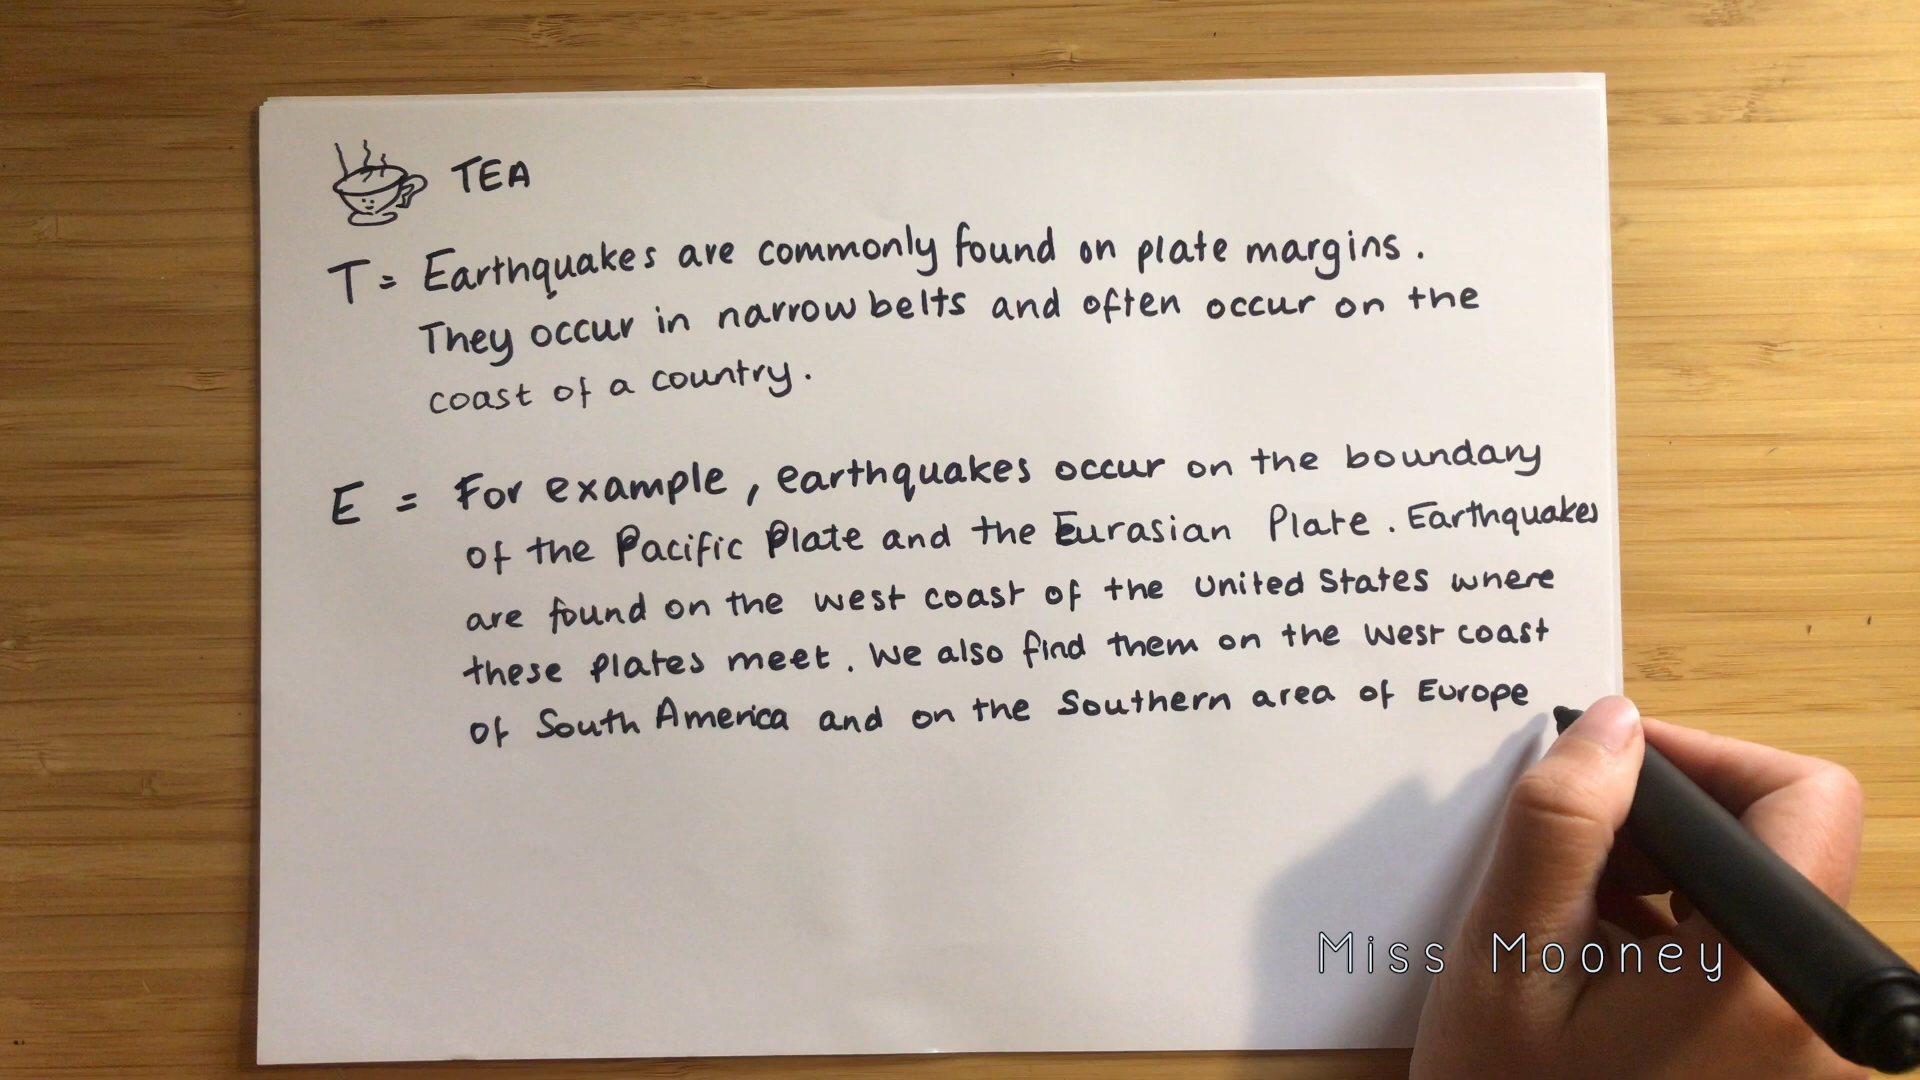 TEA
T = Earthquakes are commonly found on plate margins.
They occur in narrow belts and often occur on the
coast of a country.
E = For example, earthquakes occur on the boundary
of the Pacific Plate and the Eurasian Plate. Earthquakes
are found on the west coast of the United States where
these plates meet. We also find them on the west coast
of South America and on the Southern area of Europe
Miss Mooney